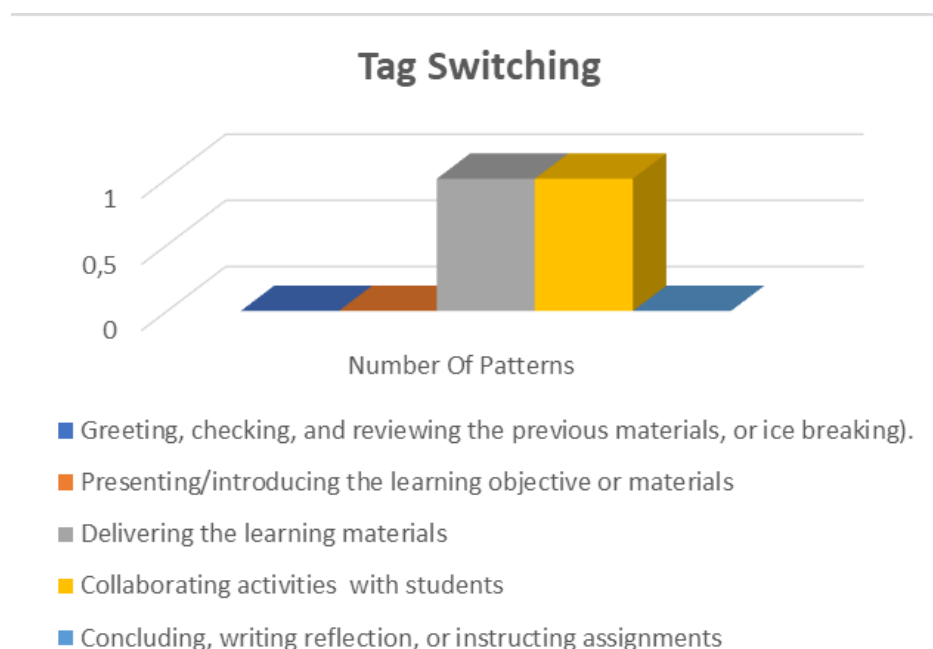 Tag Switching
1
0,5
0
Number Of Patterns
Greeting, checking, and reviewing the previous materials, or ice breaking).
Presenting/introducing the learning objective or materials
Delivering the learning materials
Collaborating activities  with students
Concluding, writing reflection, or instructing assignments